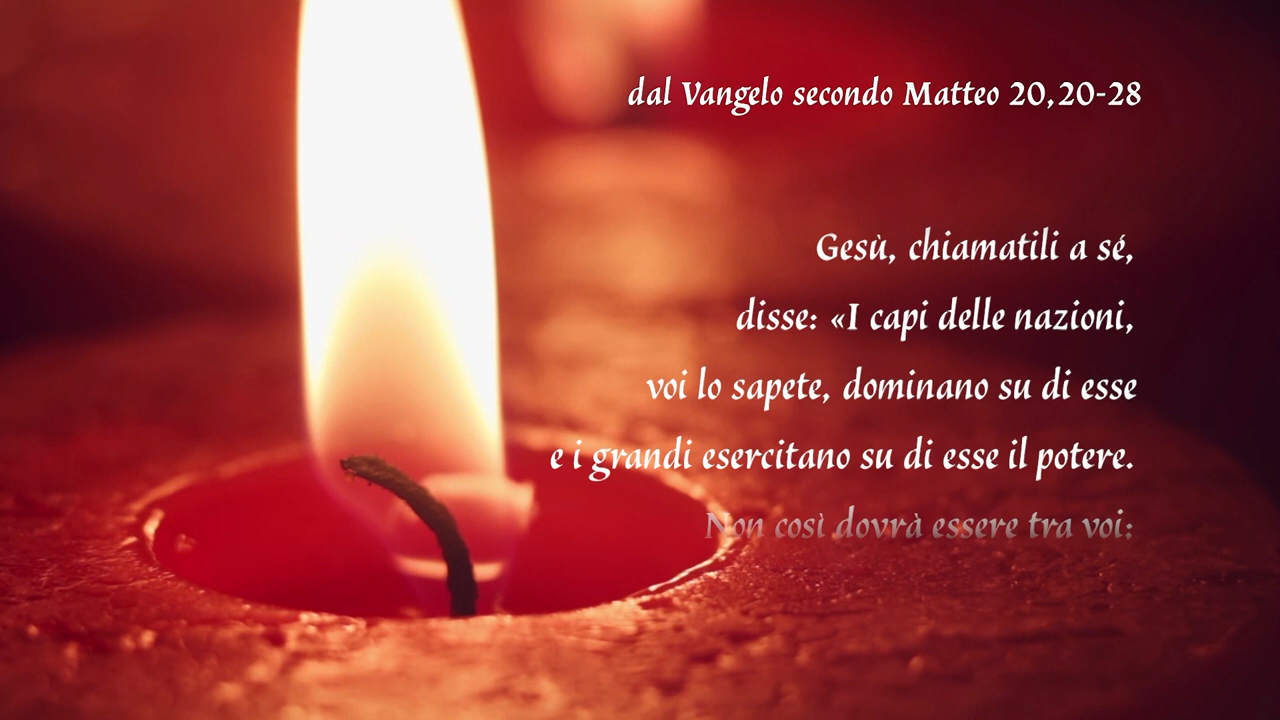 dal Vangelo secondo Matteo 20,20-28
Gesù, chiamatili a sé,
disse: «I capi delle nazioni,
voi lo sapete, dominano su di esse
e i grandi esercitano su di esse il potere.
Non così dovrà essere tra voi: